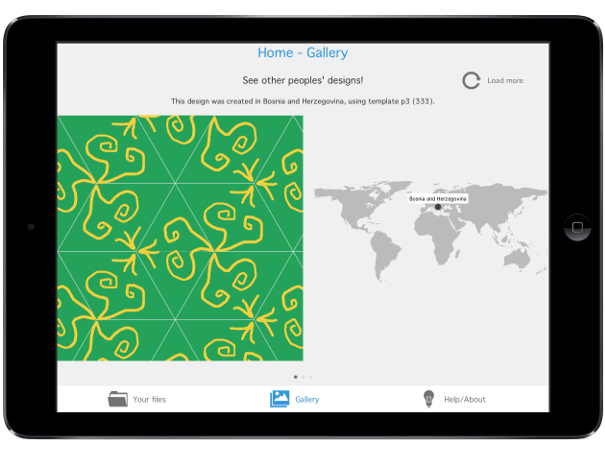 Home - Gallery
See other peoples' designs!
Load more
This design was created in Bosnia and Herzegovina, using template p3 (333).
Bosnia and Herzegovina
Your files
Gallery
Help/About